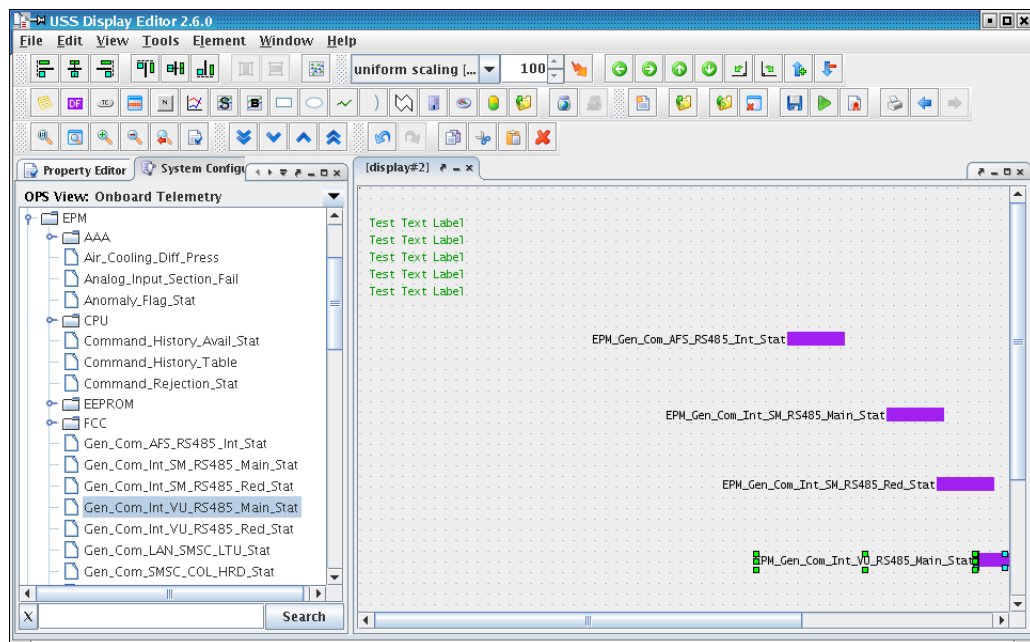 USS Display Editor 2.6.0
File Edit View Tools Element Window Help
uniform scaling [... 100
Property Editor System Config
[display#2]
OPS View: Onboard Telemetry
EPM
AAA
Air_Cooling_Diff_Press
Analog_Input_Section_Fail
Anomaly_Flag_Stat
CPU
Command_History_Avail_Stat
Command_History_Table
Command_Rejection_Stat
EEPROM
FCC
Gen_Com_AFS_RS485_Int_Stat
Gen_Com_Int_SM_RS485_Main_Stat
Gen_Com_Int_SM_RS485_Red_Stat
Gen_Com_Int_VU_RS485_Main_Stat
Gen_Com_Int_VU_RS485_Red_Stat
Gen_Com_LAN_SMSC_LTU_Stat
Gen_Com_SMSC_COL_HRD_Stat
X Search
Test Text Label
Test Text Label
Test Text Label
Test Text Label
Test Text Label
EPM_Gen_Com_AFS_RS485_Int_Stat
EPM_Gen_Com_Int_SM_RS485_Main_Stat
EPM_Gen_Com_Int_SM_RS485_Red_Stat
EPM_Gen_Com_Int_VU_RS485_Main_Stat